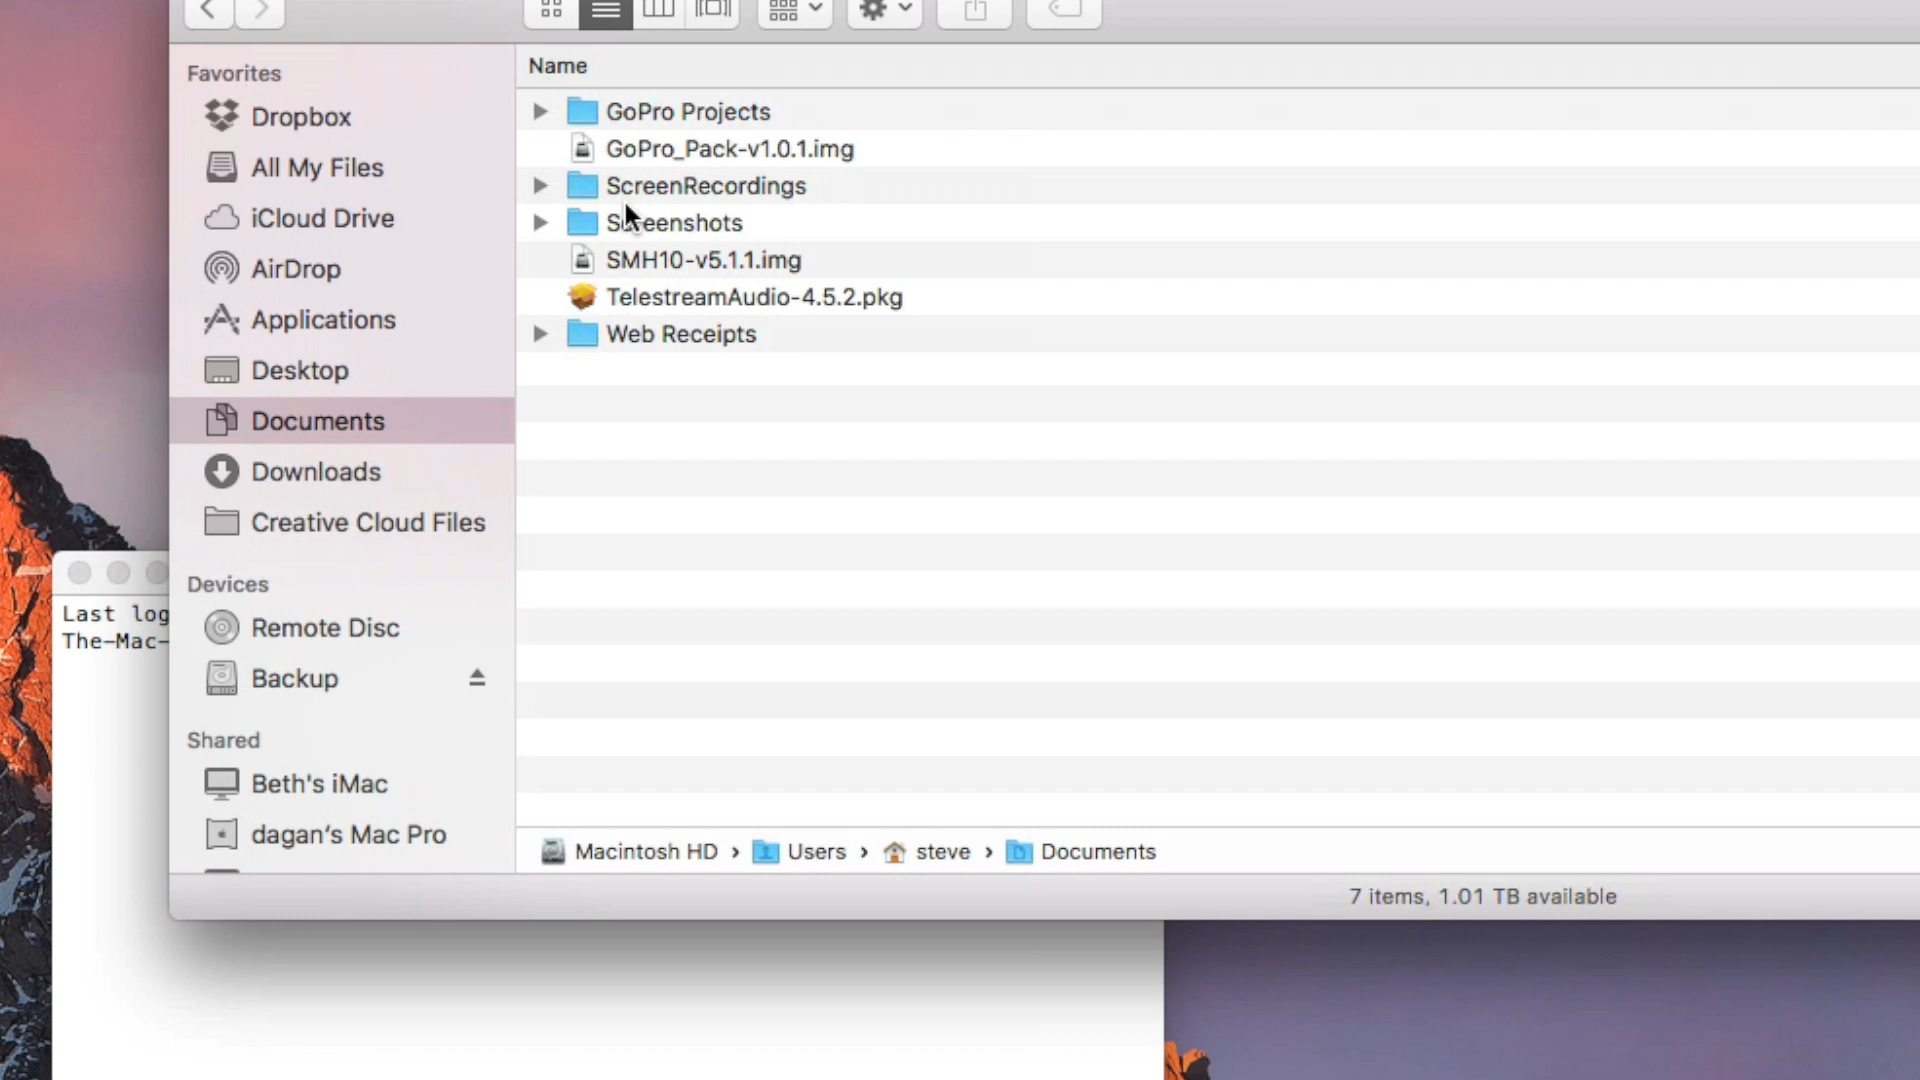 Name
Favorites
Dropbox
All My Files
iCloud Drive
AirDrop
Applications
Desktop
Documents
Downloads
Creative Cloud Files
Devices
Remote Disc
Backup
Shared
Beth's iMac
dagan's Mac Pro
GoPro Projects
GoPro_Pack-v1.0.1.img
ScreenRecordings
Screenshots
SMH10-v5.1.1.img
TelestreamAudio-4.5.2.pkg
Web Receipts
Macintosh HD › Users › steve › Documents
7 items, 1.01 TB available
Last log
The-Mac-